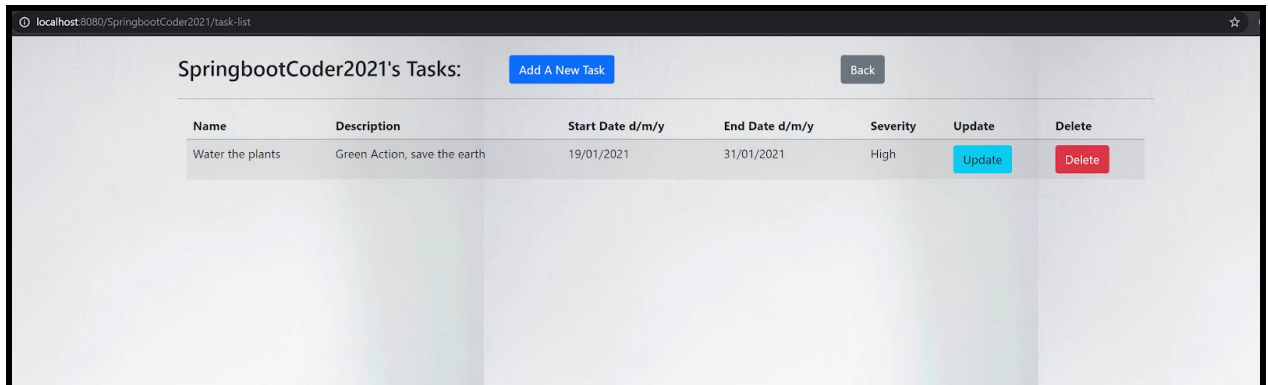 localhost:8080/SpringbootCoder2021/task-list
SpringbootCoder2021's Tasks: Add A New Task Back
Name Description Start Date d/m/y End Date d/m/y Severity Update Delete
Water the plants Green Action, save the earth 19/01/2021 31/01/2021 High Update Delete